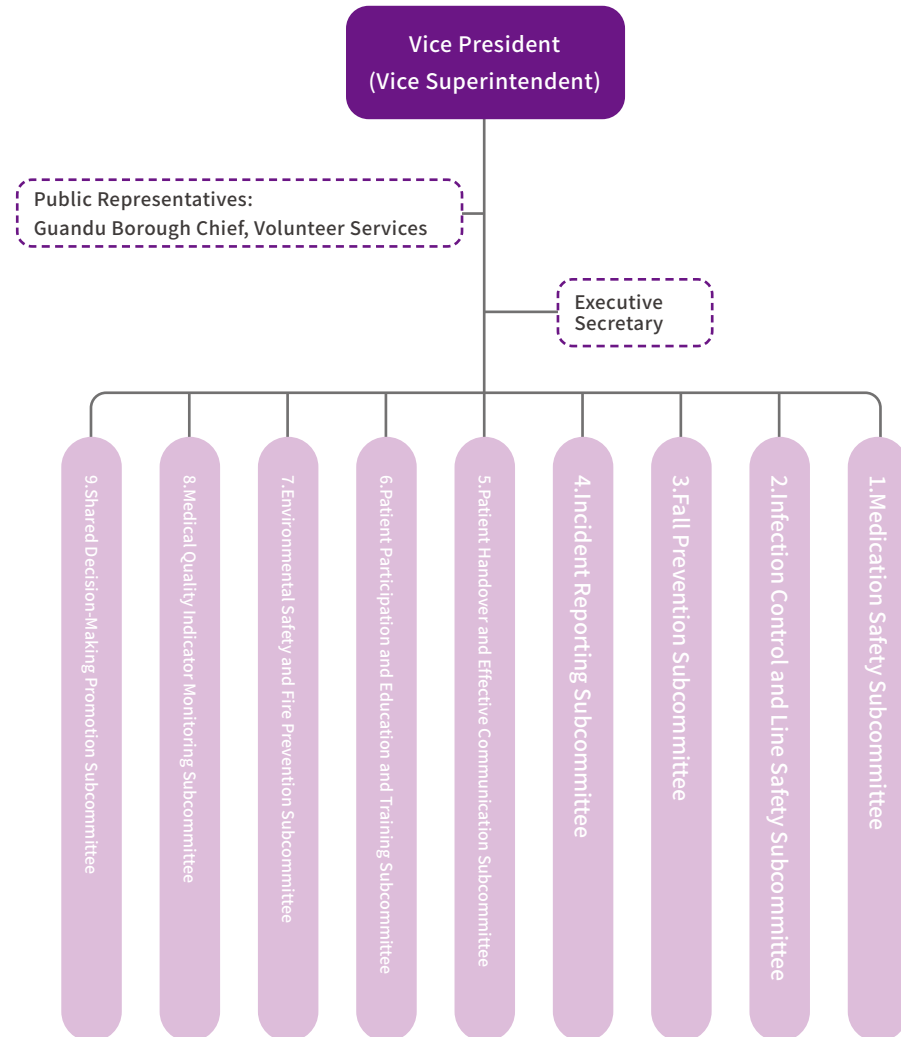 Vice President
(Vice Superintendent)
Public Representatives:
Guandu Borough Chief, Volunteer Services
Executive
Secretary
1.Medication Safety Subcommittee
2.Infection Control and Line Safety Subcommittee
3.Fall Prevention Subcommittee
4.Incident Reporting Subcommittee
5.Patient Handover and Effective Communication Subcommittee
6.Patient Participation and Education and Training Subcommittee
7.Environmental Safety and Fire Prevention Subcommittee
8.Medical Quality Indicator Monitoring Subcommittee
9.Shared Decision-Making Promotion Subcommittee